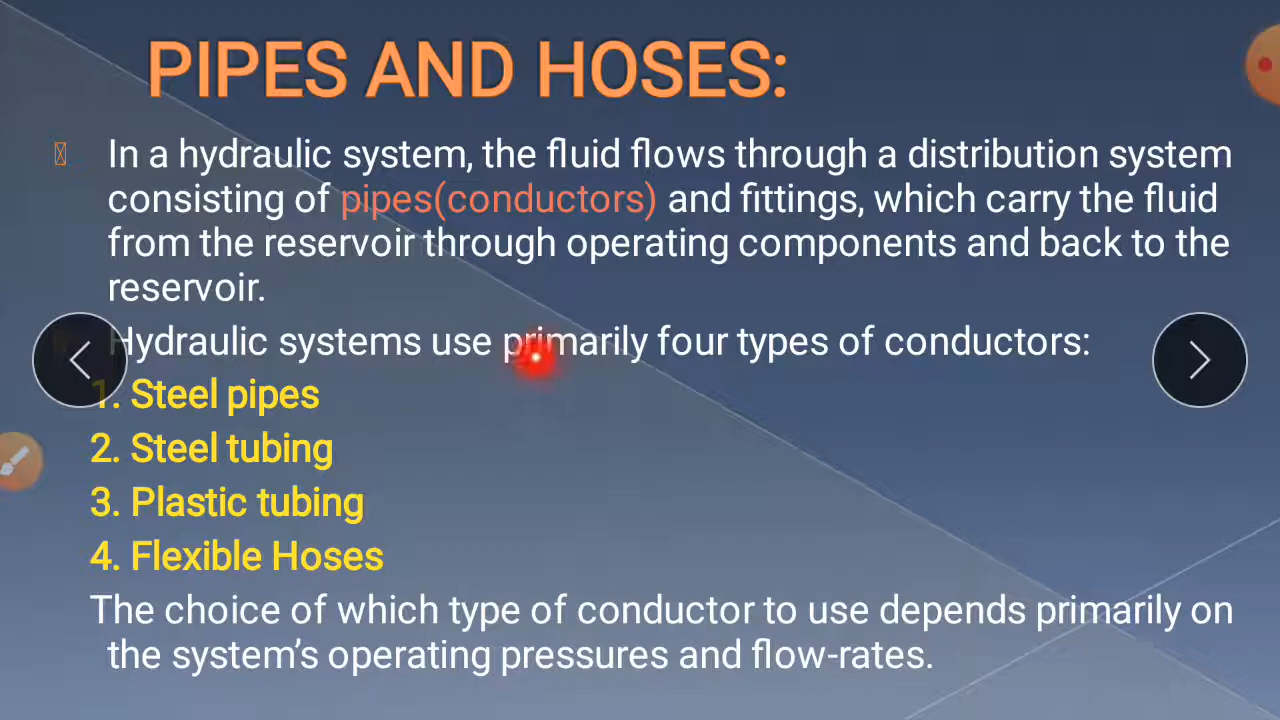 PIPES AND HOSES:
In a hydraulic system, the fluid flows through a distribution system
consisting of pipes(conductors) and fittings, which carry the fluid
from the reservoir through operating components and back to the
reservoir.
Hydraulic systems use primarily four types of conductors:
1. Steel pipes
2. Steel tubing
3. Plastic tubing
4. Flexible Hoses
The choice of which type of conductor to use depends primarily on
the system’s operating pressures and flow-rates.